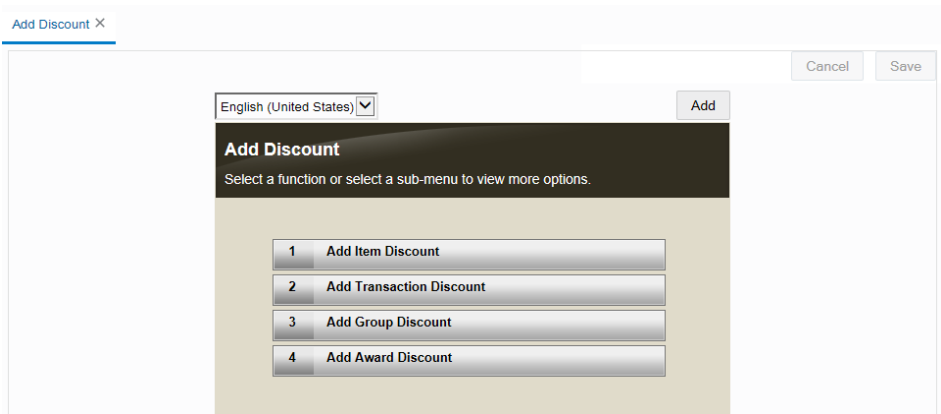 Add Discount ×
Cancel Save
English (United States) Add
Add Discount
Select a function or select a sub-menu to view more options.
1 Add Item Discount
2 Add Transaction Discount
3 Add Group Discount
4 Add Award Discount